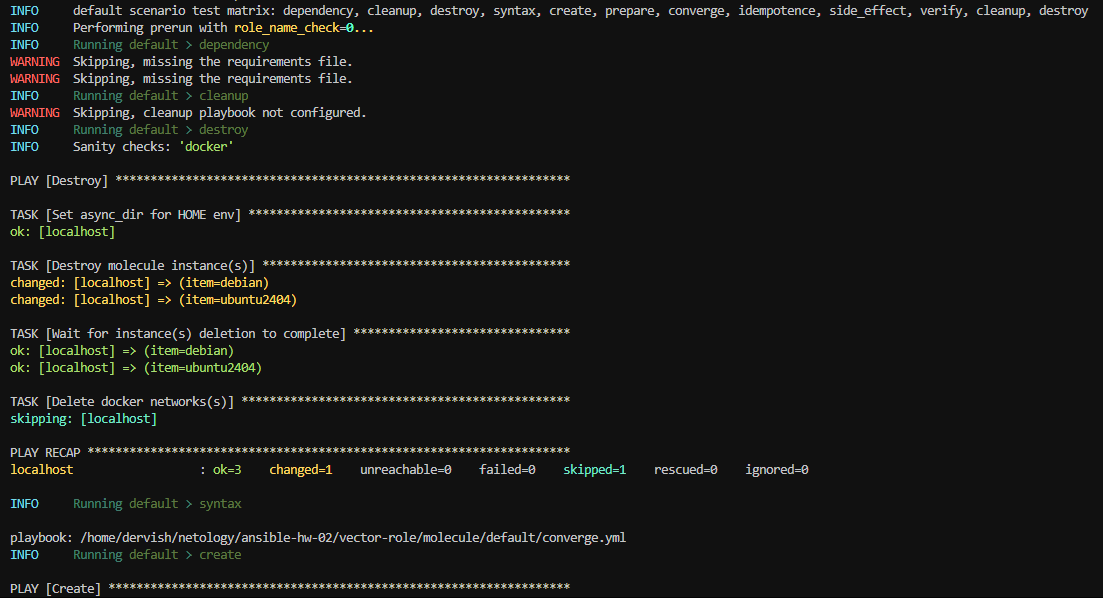 INFO     default scenario test matrix: dependency, cleanup, destroy, syntax, create, prepare, converge, idempotence, side_effect, verify, cleanup, destroy
INFO     Performing prerun with role_name_check=0...
INFO     Running default > dependency
WARNING  Skipping, missing the requirements file.
WARNING  Skipping, missing the requirements file.
INFO     Running default > cleanup
WARNING  Skipping, cleanup playbook not configured.
INFO     Running default > destroy
INFO     Sanity checks: 'docker'
PLAY [Destroy] *****************************************************************
TASK [Set async_dir for HOME env] **********************************************
ok: [localhost]
TASK [Destroy molecule instance(s)] ********************************************
changed: [localhost] => (item=debian)
changed: [localhost] => (item=ubuntu2404)
TASK [Wait for instance(s) deletion to complete] *******************************
ok: [localhost] => (item=debian)
ok: [localhost] => (item=ubuntu2404)
TASK [Delete docker networks(s)] ***********************************************
skipping: [localhost]
PLAY RECAP *********************************************************************
localhost                  : ok=3    changed=1    unreachable=0    failed=0    skipped=1    rescued=0    ignored=0
INFO     Running default > syntax
playbook: /home/dervish/netology/ansible-hw-02/vector-role/molecule/default/converge.yml
INFO     Running default > create
PLAY [Create] ******************************************************************